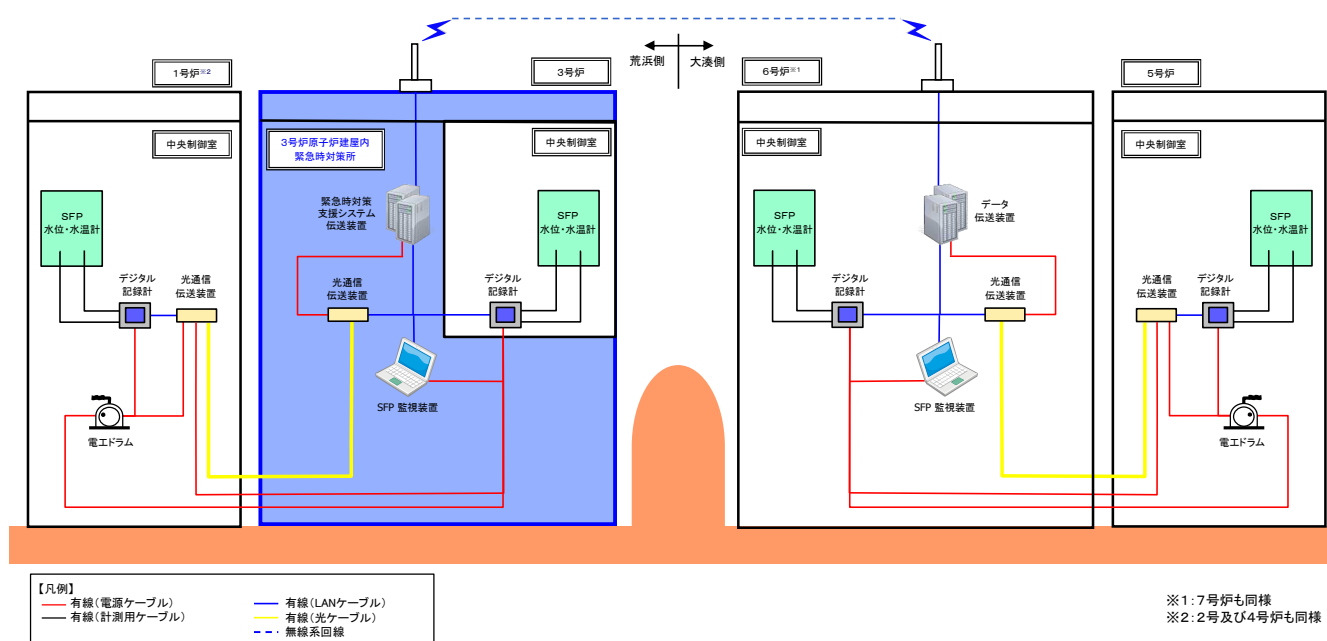 荒浜側
大湊側
1号炉※2
3号炉
6号炉※1
5号炉
中央制御室
3号炉原子炉建屋内
緊急時対策所
中央制御室
中央制御室
中央制御室
SFP
水位・水温計
緊急時対策
支援システム
伝送装置
SFP
水位・水温計
SFP
水位・水温計
データ
伝送装置
SFP
水位・水温計
デジタル
記録計
光通信
伝送装置
光通信
伝送装置
デジタル
記録計
デジタル
記録計
光通信
伝送装置
光通信
伝送装置
デジタル
記録計
SFP 監視装置
SFP 監視装置
電工ドラム
電工ドラム
【凡例】
有線(電源ケーブル)
有線(計測用ケーブル)
有線(LANケーブル)
有線(光ケーブル)
無線系回線
※1:7号炉も同様
※2:2号及び4号炉も同様